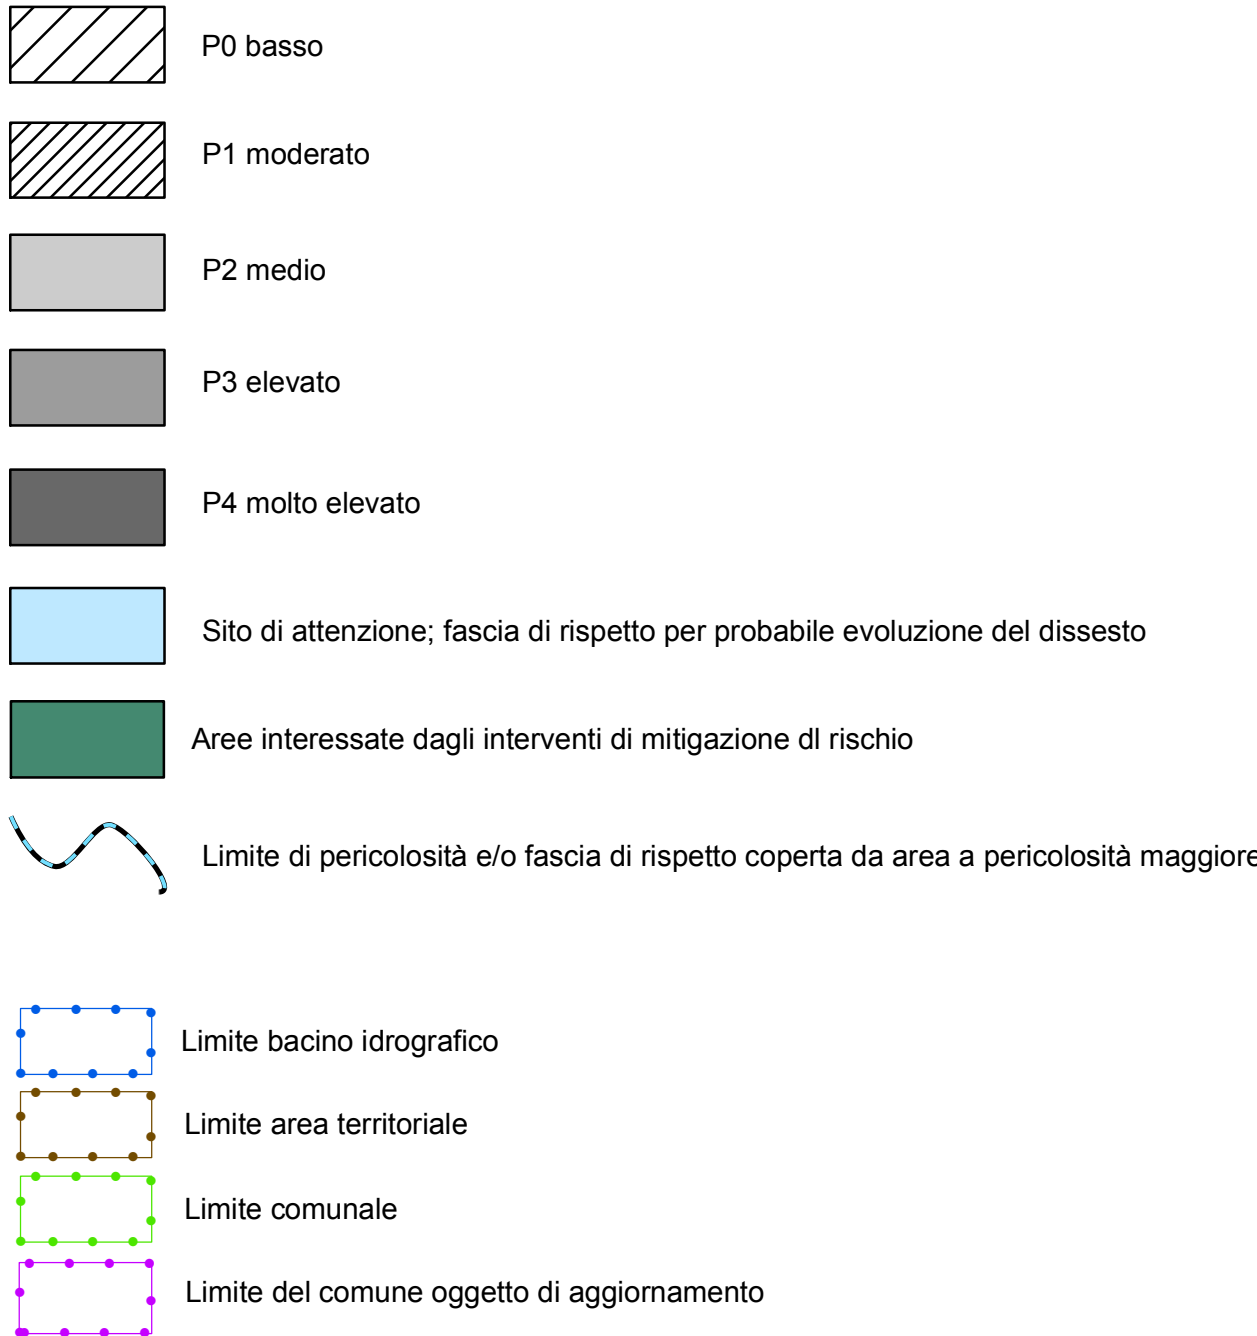 P0 basso
P1 moderato
P2 medio
P3 elevato
P4 molto elevato
Sito di attenzione; fascia di rispetto per probabile evoluzione del dissesto
Aree interessate dagli interventi di mitigazione dl rischio
Limite di pericolosità e/o fascia di rispetto coperta da area a pericolosità maggiore
Limite bacino idrografico
Limite area territoriale
Limite comunale
Limite del comune oggetto di aggiornamento